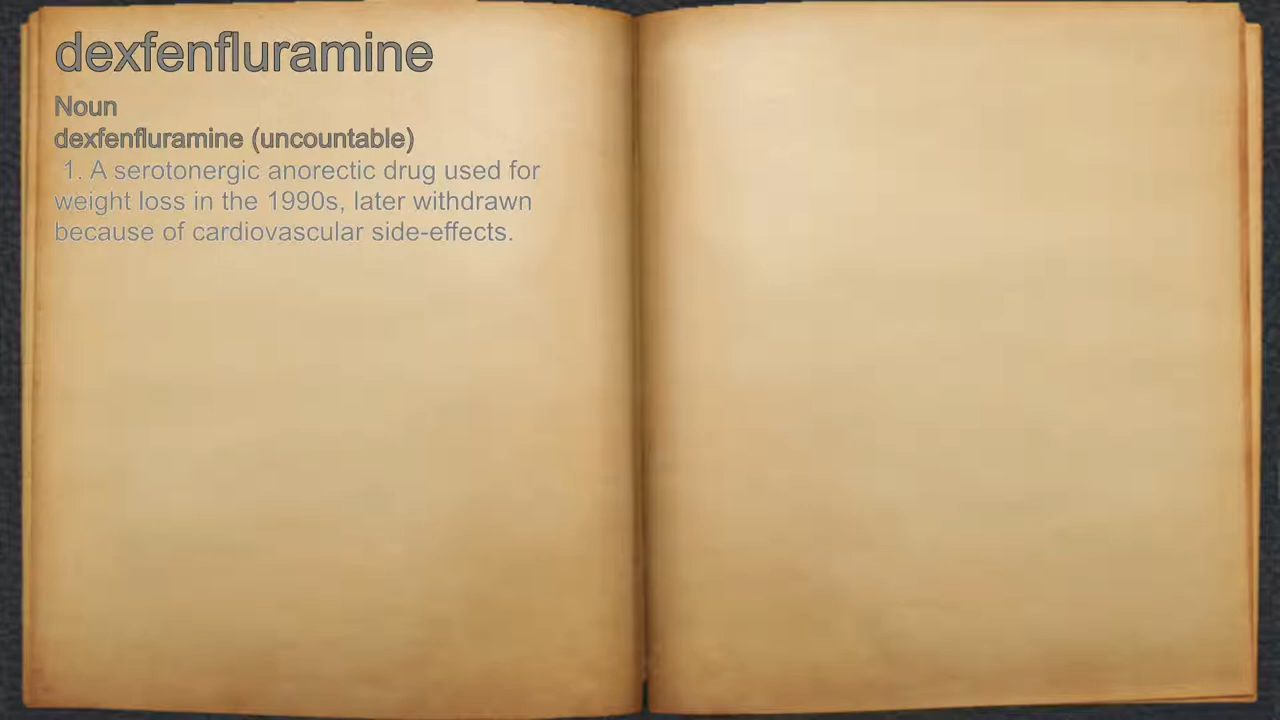 dexfenfluramine
Noun
dexfenfluramine (uncountable)
1. A serotonergic anorectic drug used for
weight loss in the 1990s, later withdrawn
because of cardiovascular side-effects.